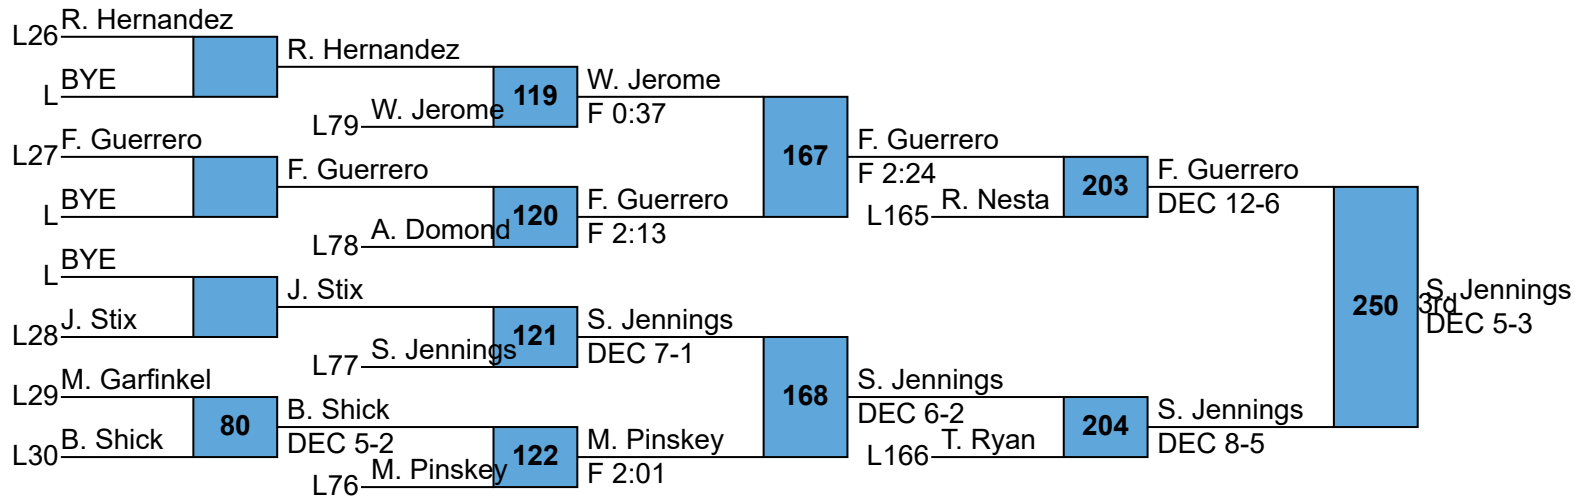 R. Hernandez
L26
R. Hernandez
BYE
L
W. Jerome
119
W. Jerome
F 0:37
L79
F. Guerrero
L27
167
F. Guerrero
F 2:24
F. Guerrero
203
F. Guerrero
DEC 12-6
BYE
L
F. Guerrero
R. Nesta
L165
120
F 2:13
A. Domond
L78
BYE
L
J. Stix
S. Jennings
3rd
DEC 5-3
250
J. Stix
L28
121
S. Jennings
DEC 7-1
S. Jennings
L77
M. Garfinkel
L29
168
S. Jennings
DEC 6-2
80
B. Shick
DEC 5-2
204
S. Jennings
DEC 8-5
B. Shick
L30
M. Pinskey
T. Ryan
L166
122
F 2:01
M. Pinskey
L76